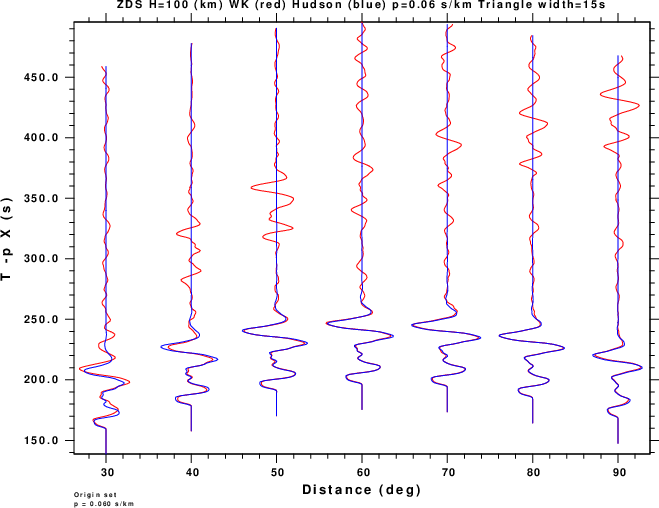 ZDS H=100 (km) WK (red) Hudson (blue) p=0.06 s/km Triangle width=15s
450.0
400.0
350.0
300.0
250.0
200.0
150.0
T -p X (s)
30 40 50 60 70 80 90
Distance (deg)
Origin set
p = 0.060 s/km